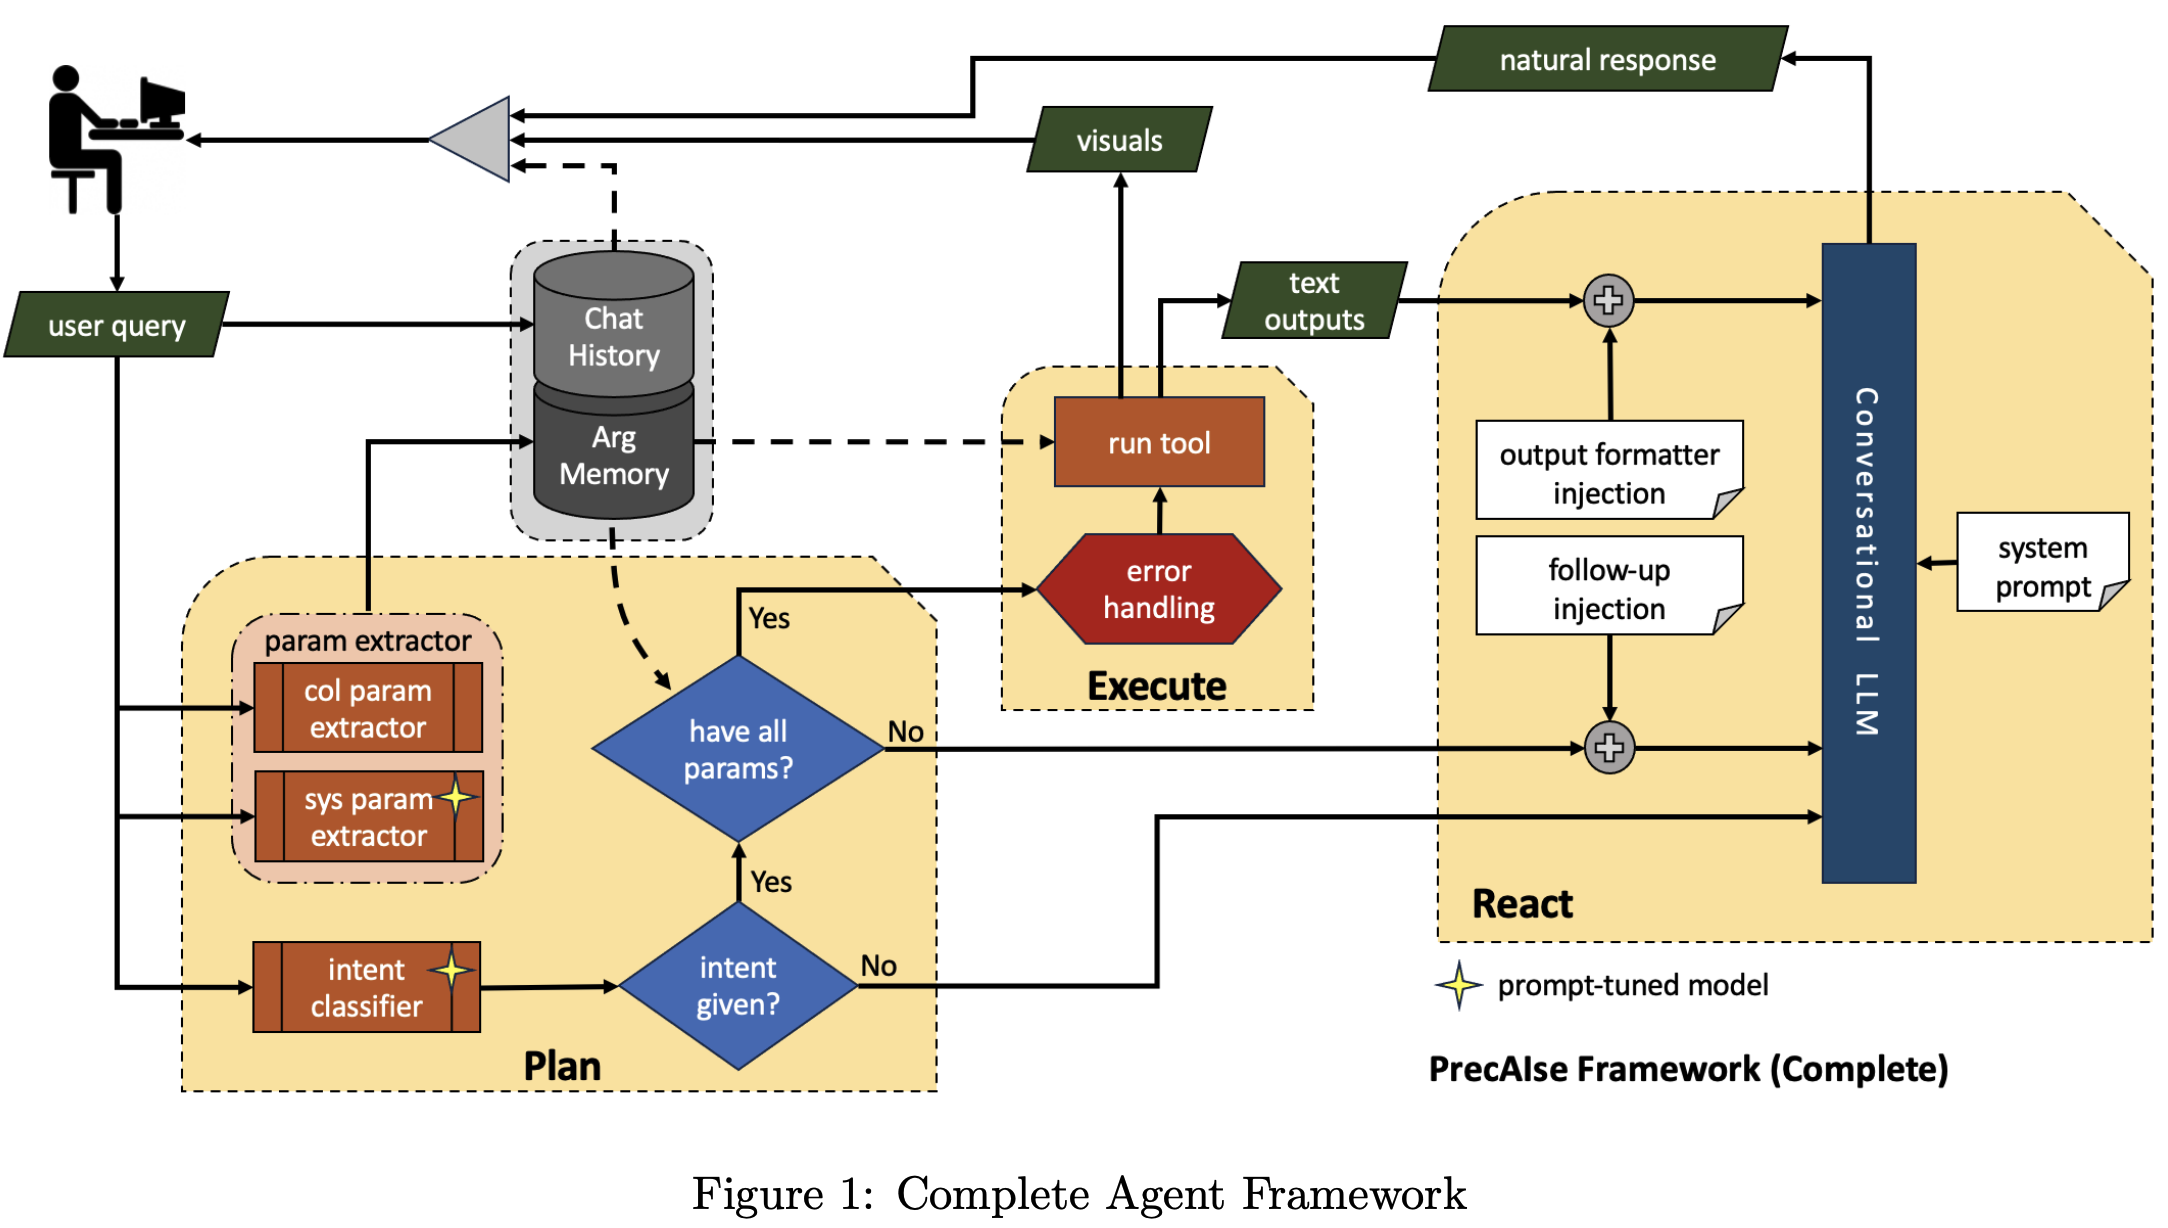 natural response
visuals
user query
Chat
History
Arg
Memory
text
outputs
run tool
error
handling
Execute
output formatter
injection
follow-up
injection
system
prompt
Conversational LLM
React
param extractor
col param
extractor
sys param
extractor
intent
classifier
Yes
have all
params?
No
Yes
intent
given?
No
Plan
prompt-tuned model
PrecAIse Framework (Complete)
Figure 1: Complete Agent Framework